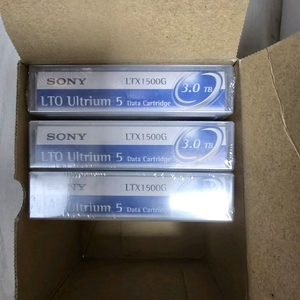 SONY LTX1500G
LTO Ultrium 5 Data Cartridge 3.0 TB
SONY LTX1500G
LTO Ultrium 5 Data Cartridge 3.0 TB
SONY LTX1500G
Ultrium 5 Data Cartridge